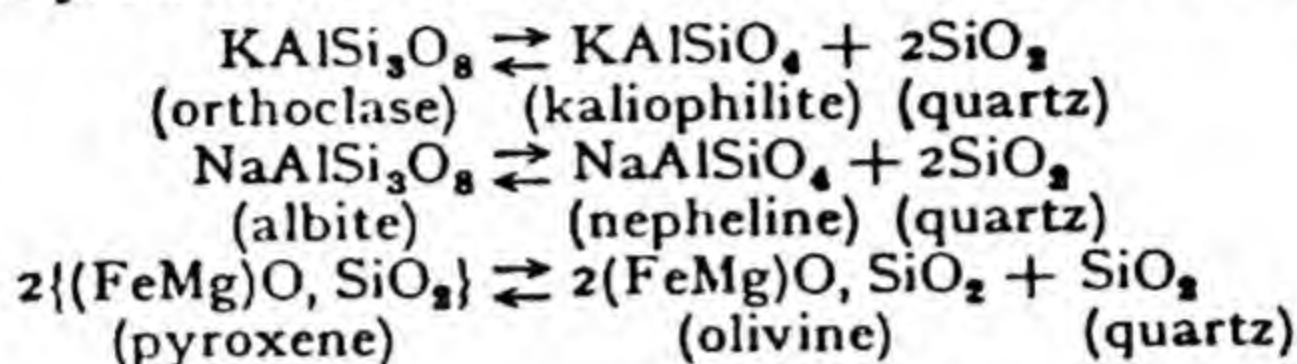 KAlSi₃O₈ ⇄ KAlSiO₄ + 2SiO₂
(orthoclase) (kaliophilite) (quartz)
NaAlSi₃O₈ ⇄ NaAlSiO₄ + 2SiO₂
(albite) (nepheline) (quartz)
2{(FeMg)O, SiO₂} ⇄ 2(FeMg)O, SiO₂ + SiO₂
(pyroxene) (olivine) (quartz)